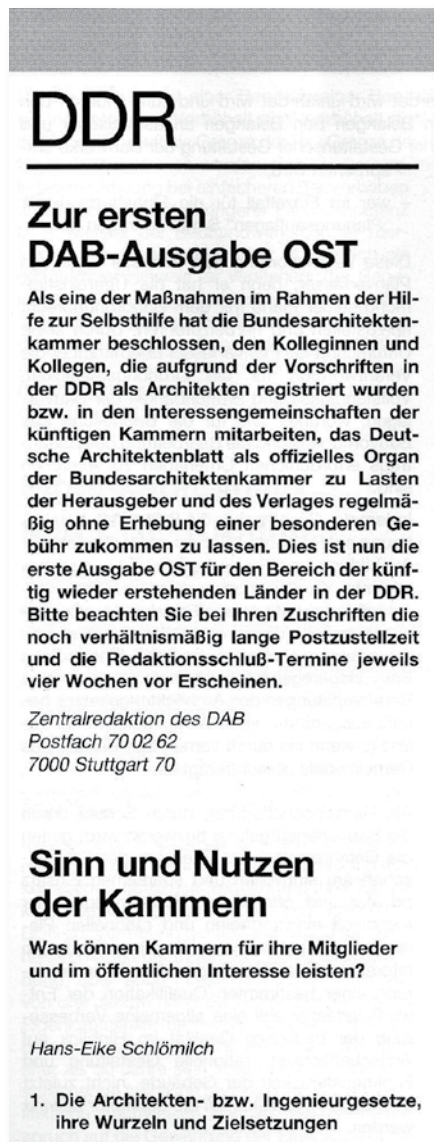 DDR
Zur ersten
DAB-Ausgabe OST
Als eine der Maßnahmen im Rahmen der Hil-
fe zur Selbsthilfe hat die Bundesarchitekten-
kammer beschlossen, den Kolleginnen und
Kollegen, die aufgrund der Vorschriften in
der DDR als Architekten registriert wurden
bzw. in den Interessengemeinschaften der
künftigen Kammern mitarbeiten, das Deut-
sche Architektenblatt als offizielles Organ
der Bundesarchitektenkammer zu Lasten
der Herausgeber und des Verlages regelmä-
ßig ohne Erhebung einer besonderen Ge-
bühr zukommen zu lassen. Dies ist nun die
erste Ausgabe OST für den Bereich der künf-
tig wieder erstehenden Länder in der DDR.
Bitte beachten Sie bei Ihren Zuschriften die
noch verhältnismäßig lange Postzustellzeit
und die Redaktionsschluß-Termine jeweils
vier Wochen vor Erscheinen.
Zentralredaktion des DAB
Postfach 70 02 62
7000 Stuttgart 70
Sinn und Nutzen
der Kammern
Was können Kammern für ihre Mitglieder
und im öffentlichen Interesse leisten?
Hans-Eike Schlömilch
1. Die Architekten- bzw. Ingenieurgesetze,
ihre Wurzeln und Zielsetzungen